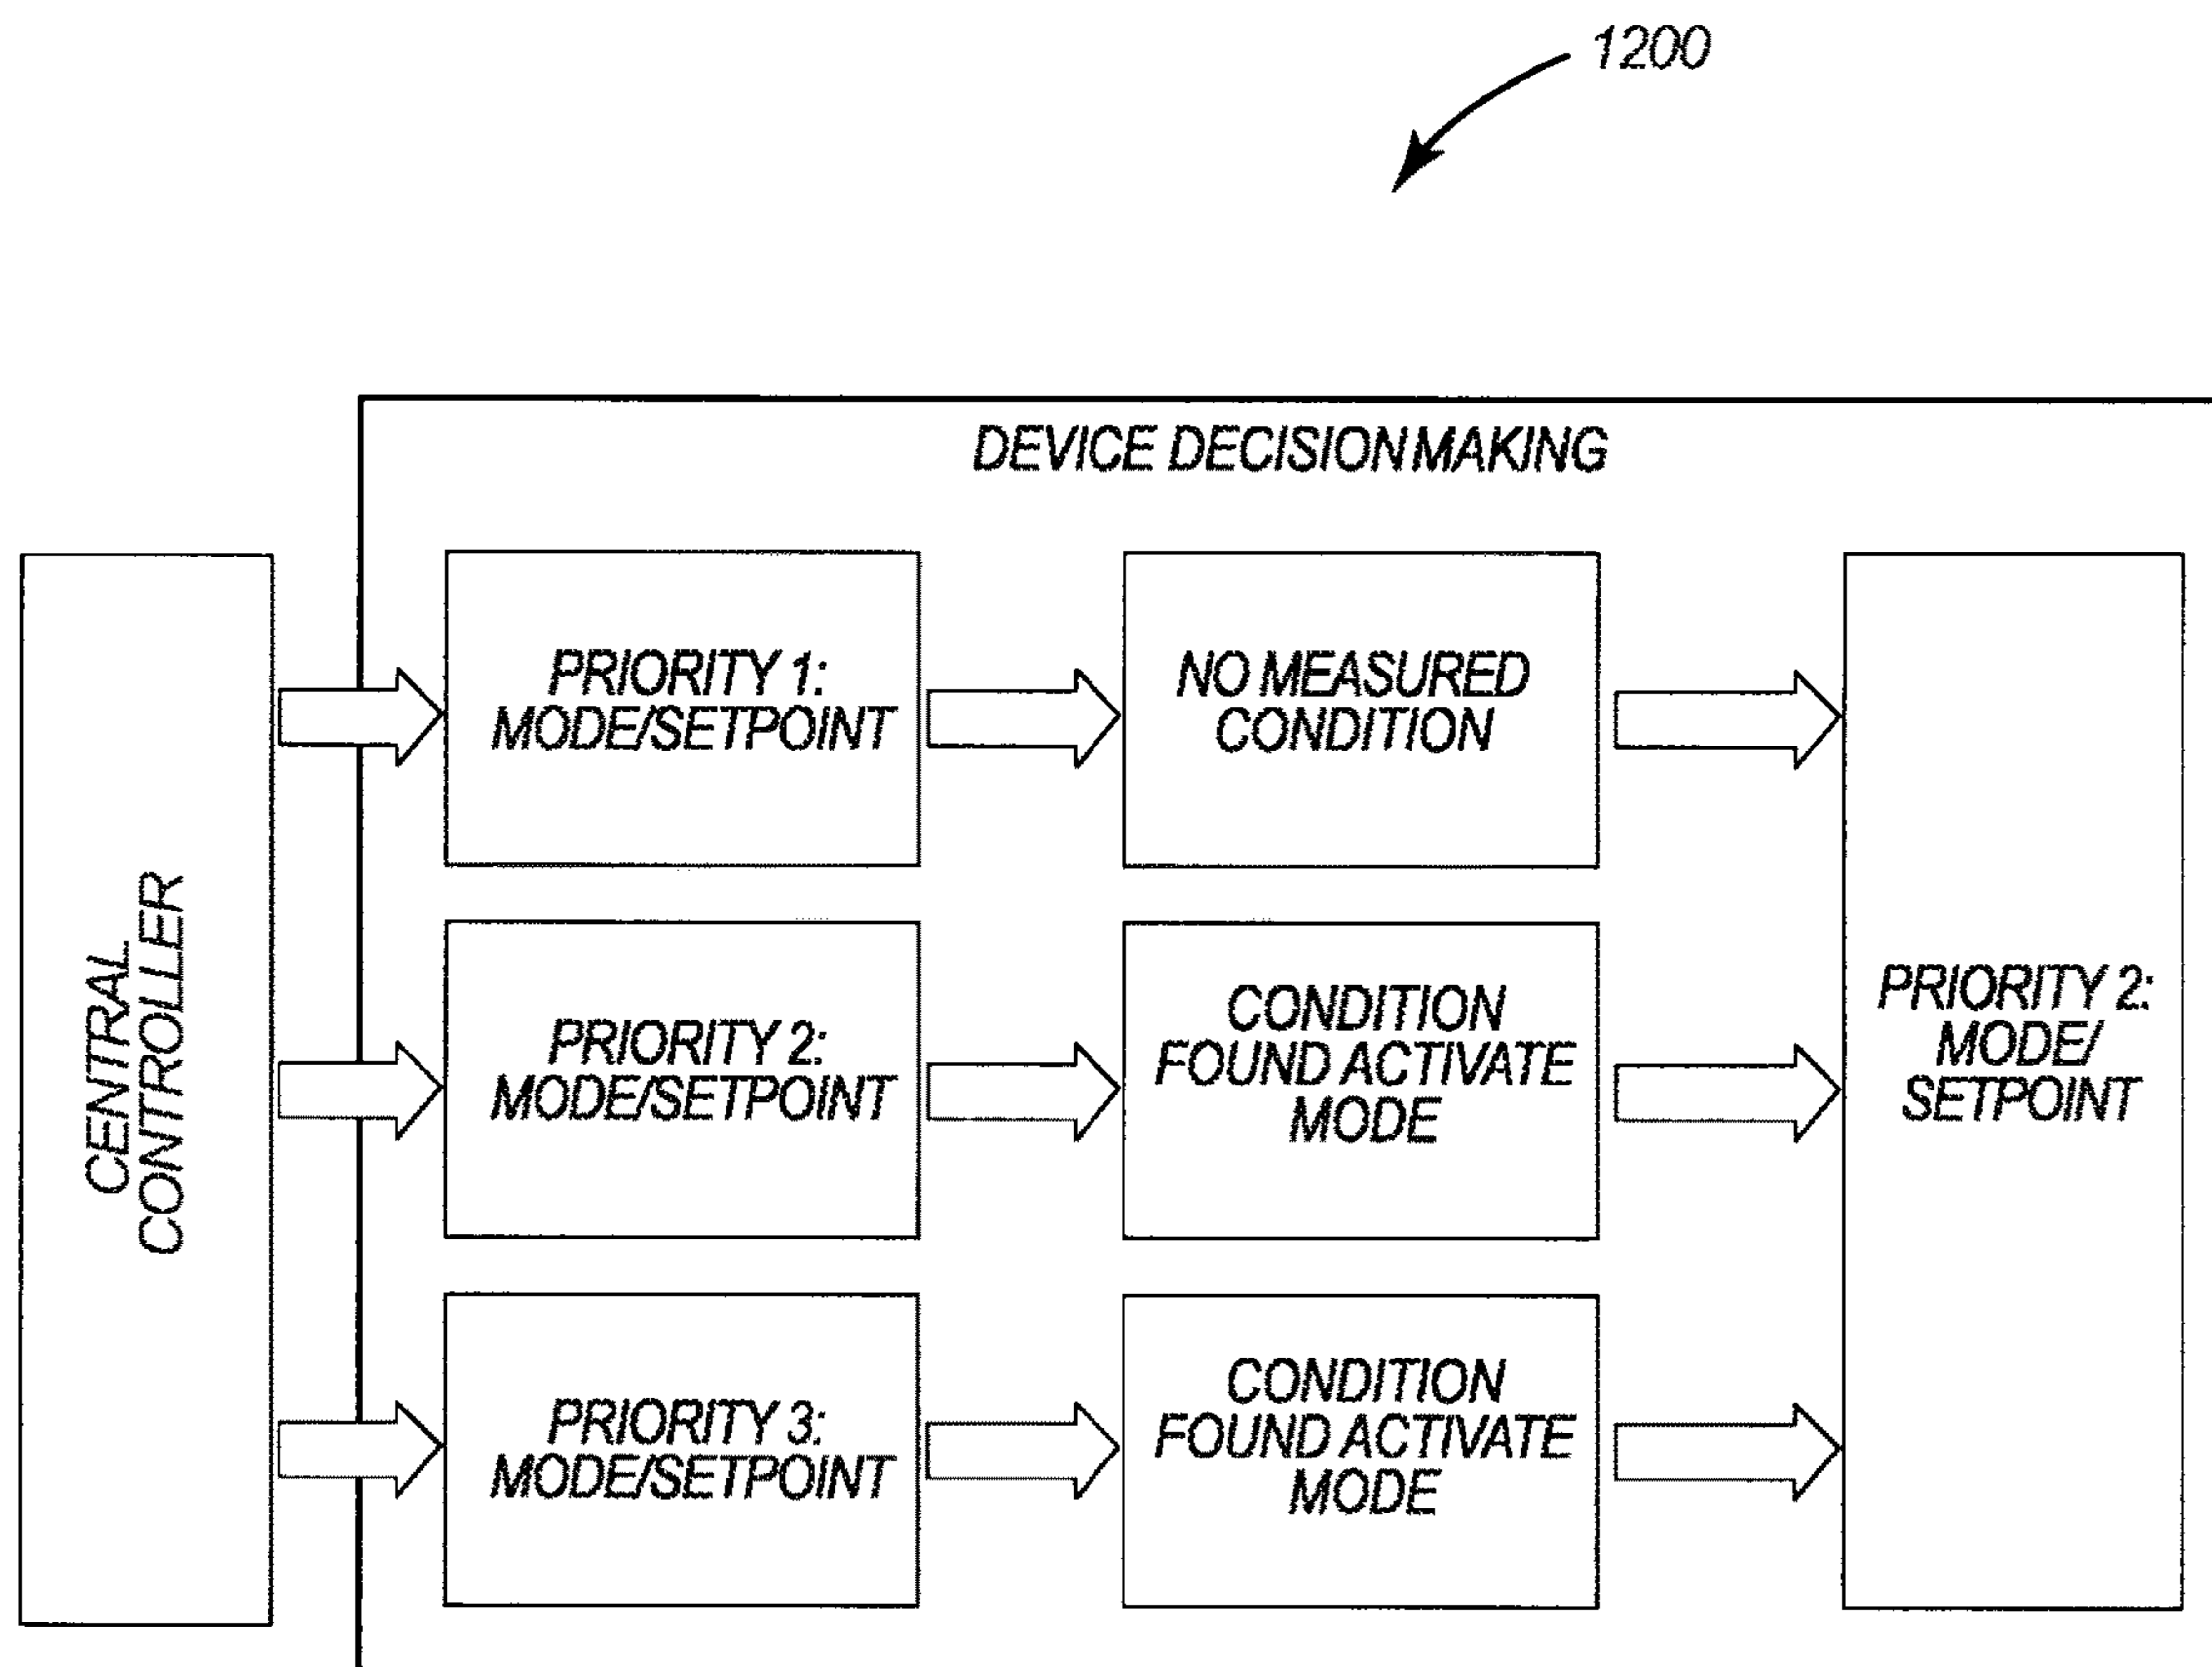 1200
DEVICE DECISION MAKING
CENTRAL
CONTROLLER
PRIORITY 1:
MODE/SETPOINT
NO MEASURED
CONDITION
PRIORITY 2:
MODE/SETPOINT
CONDITION
FOUND ACTIVATE
MODE
PRIORITY 3:
MODE/SETPOINT
CONDITION
FOUND ACTIVATE
MODE
PRIORITY 2:
MODE/
SETPOINT